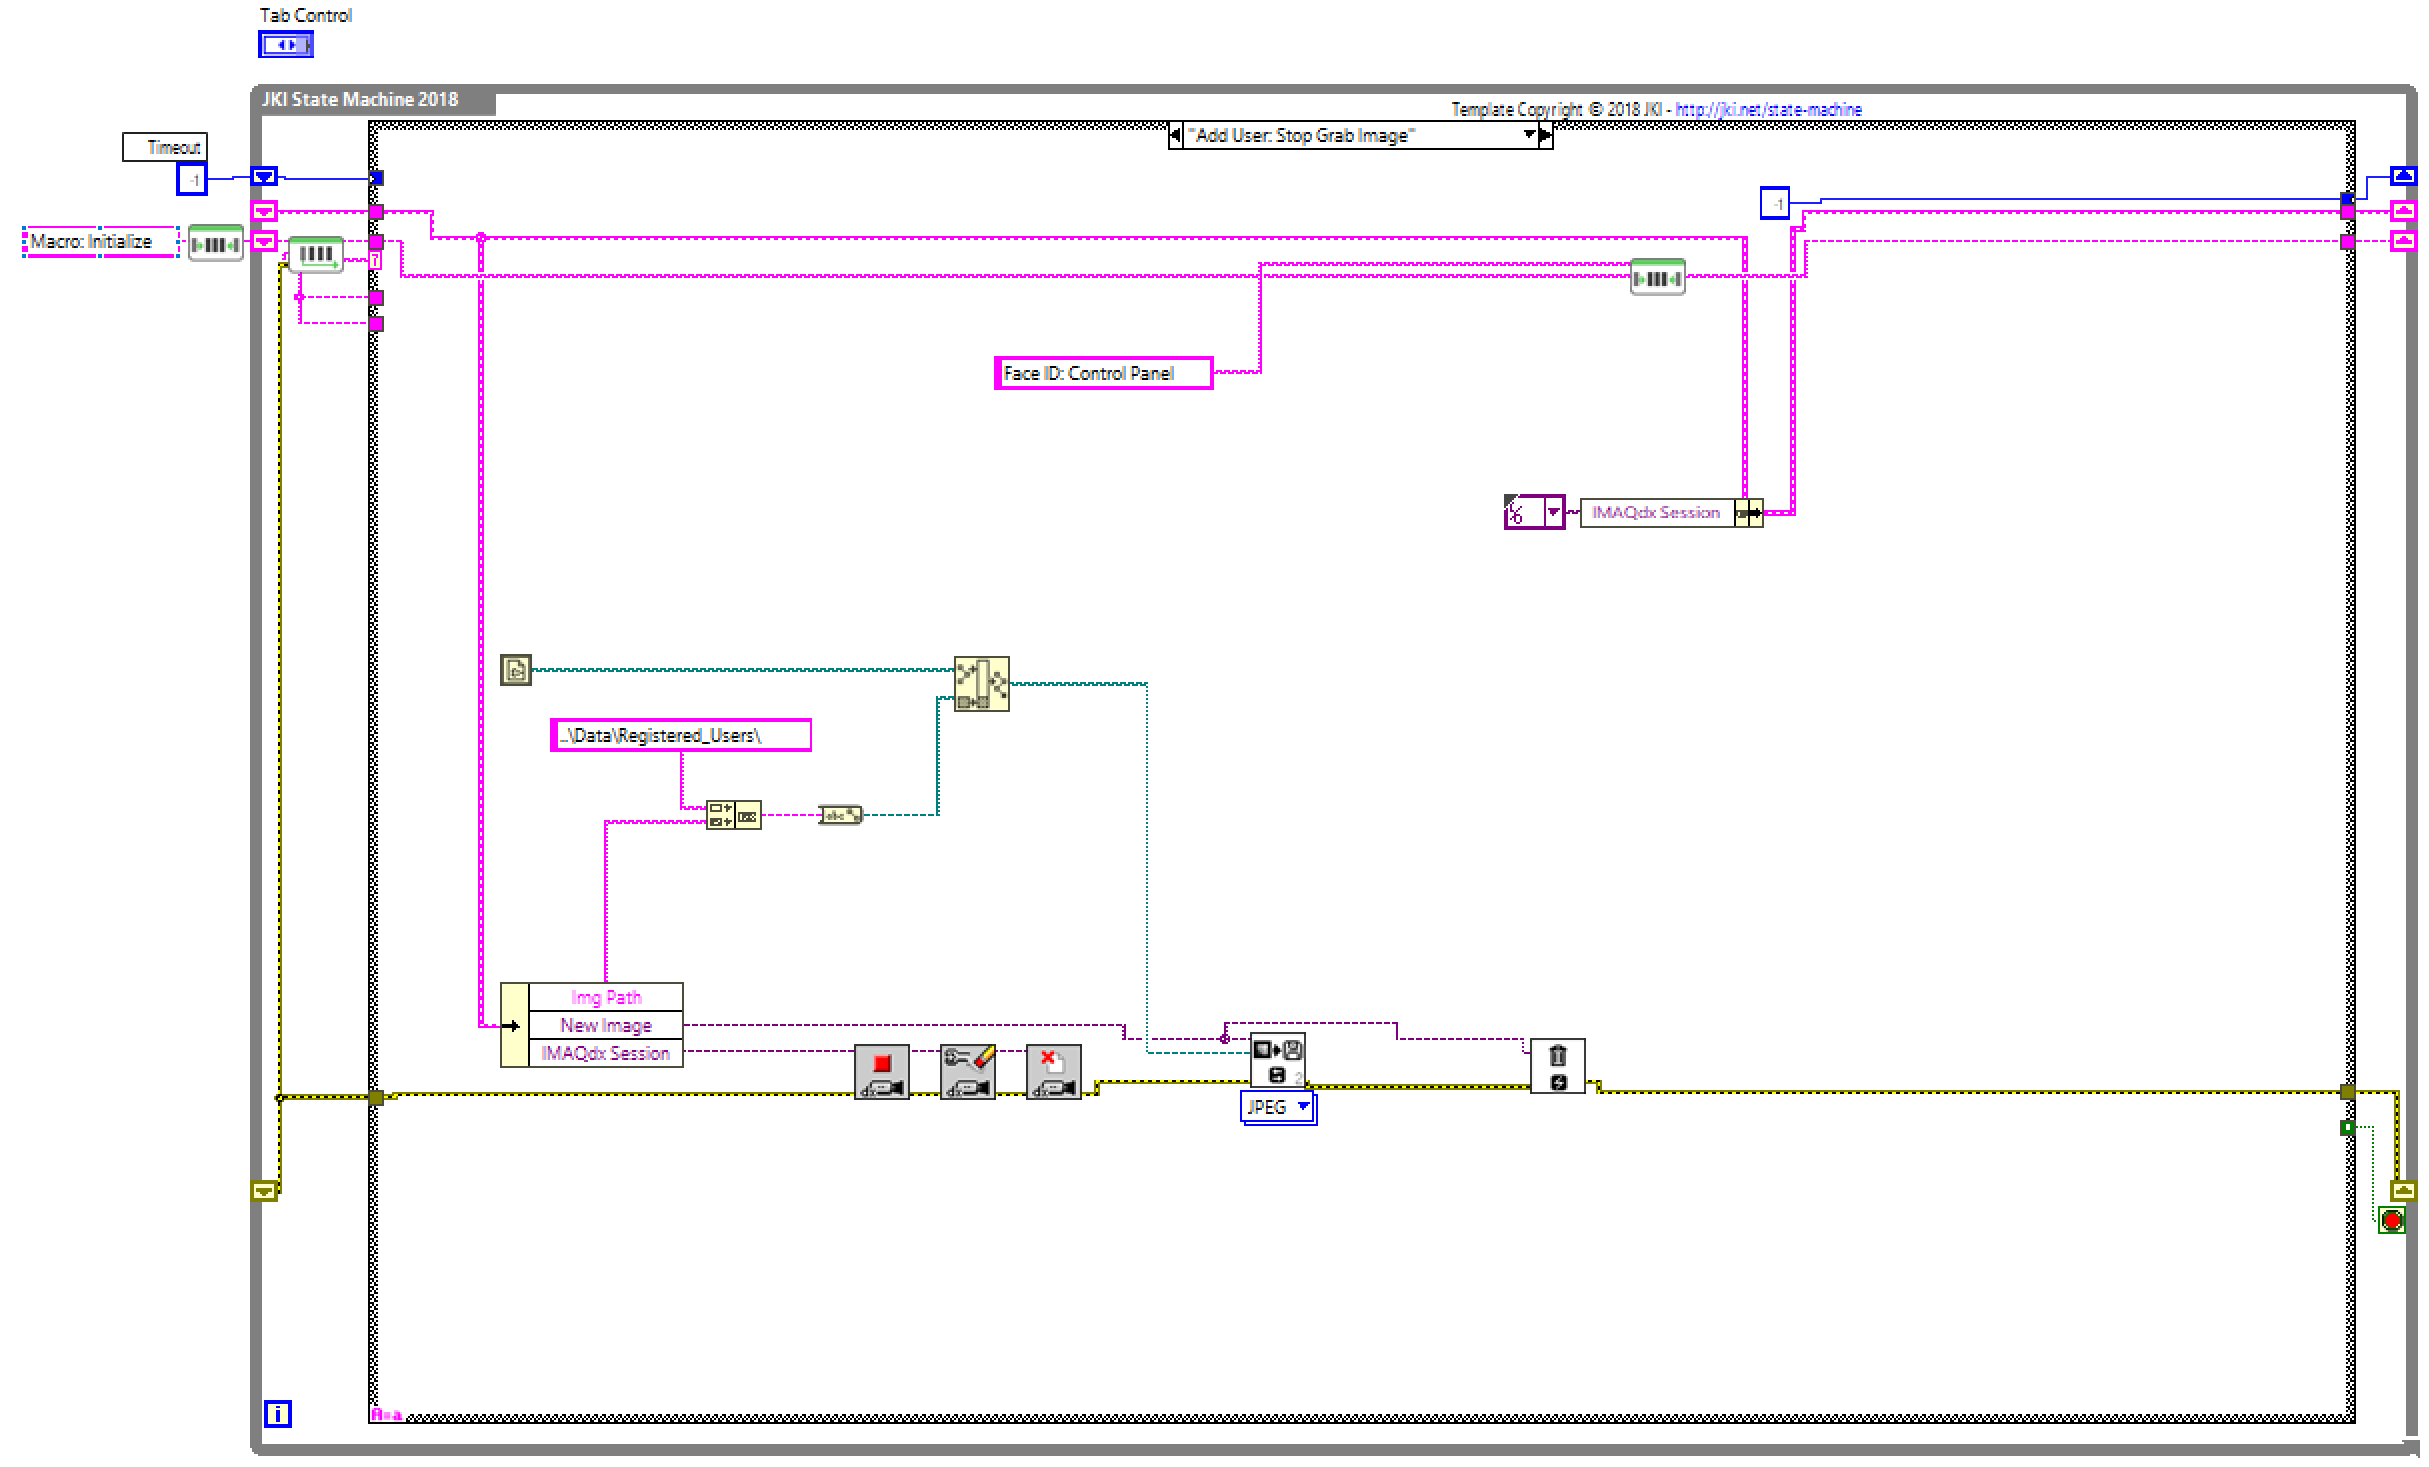 Tab Control
JKI State Machine 2018
Template Copyright © 2018 JKI - http://jki.net/state-machine
"Add User: Stop Grab Image"
Timeout
-1
-1
Macro: Initialize
Face ID: Control Panel
IMAQdx Session
..\Data\Registered_Users\
abc
Img Path
New Image
IMAQdx Session
2
JPEG
i
A=a